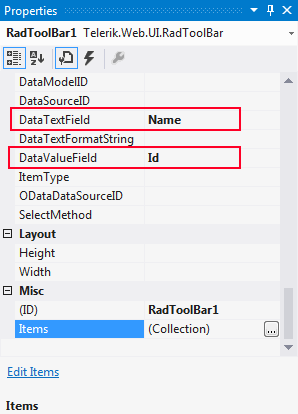 Properties
RadToolBar1 Telerik.Web.UI.RadToolBar
DataModelID
DataSourceID
DataTextField Name
DataTextFormatString
DataValueField Id
ItemType
ODataDataSourceID
SelectMethod
Layout
Height
Width
Misc
(ID) RadToolBar1
Items (Collection) ...
Edit Items
Items